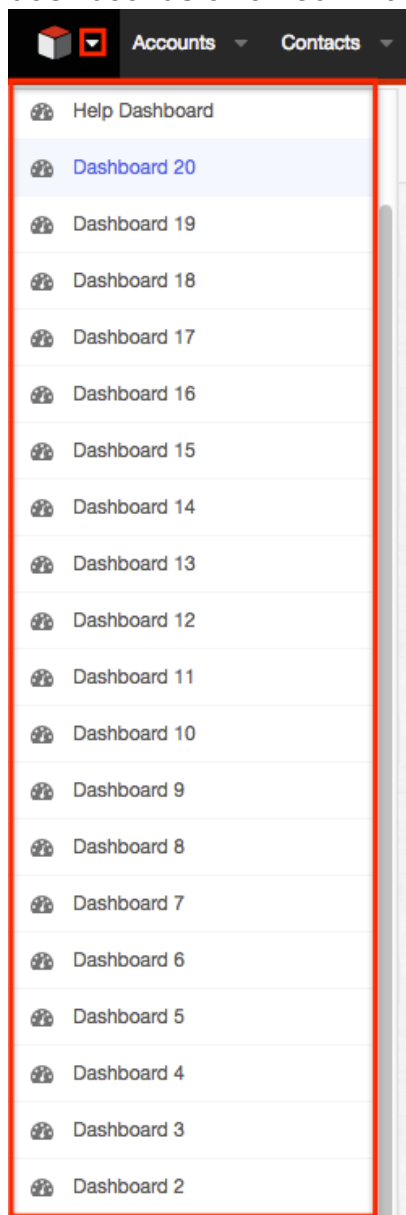 Accounts Contacts
Help Dashboard
Dashboard 20
Dashboard 19
Dashboard 18
Dashboard 17
Dashboard 16
Dashboard 15
Dashboard 14
Dashboard 13
Dashboard 12
Dashboard 11
Dashboard 10
Dashboard 9
Dashboard 8
Dashboard 7
Dashboard 6
Dashboard 5
Dashboard 4
Dashboard 3
Dashboard 2